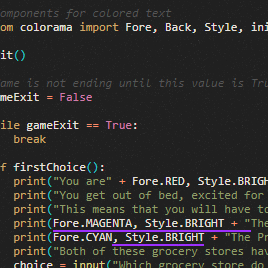 omponents for colored text
om colorama import Fore, Back, Style, ini
it()
ame is not ending until this value is Tru
meExit = False
ile gameExit == True:
break
f firstChoice():
print("You are" + Fore.RED, Style.BRIGH
print("You get out of bed, excited for
print("This means that you will have to
print(Fore.MAGENTA, Style.BRIGHT + "The
print(Fore.CYAN, Style.BRIGHT + "The Pr
print("Both of these grocery stores hav
choice = input("Which grocery store do